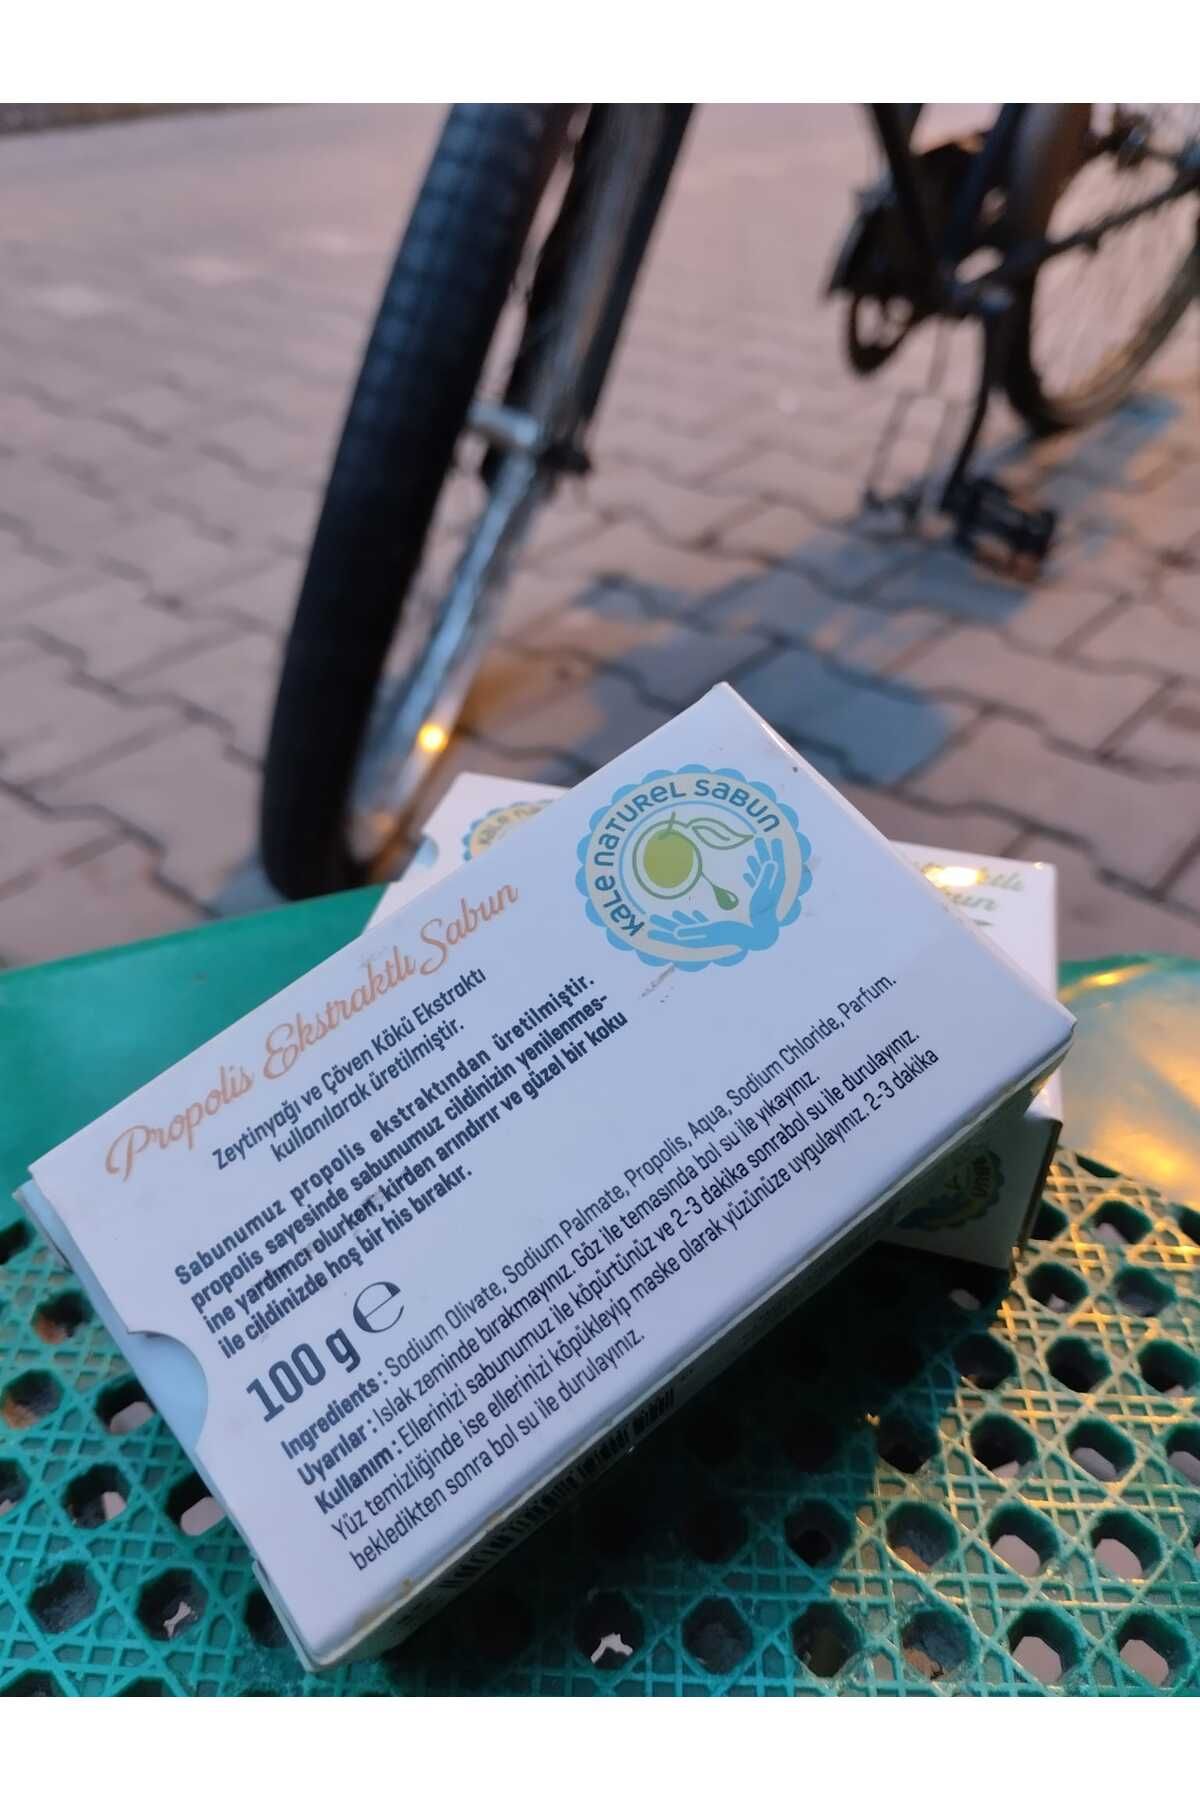 KaLe naTUReL SaBUn
Propolis Ekstraktlı Sabun
Zeytinyağı ve Çöven Kökü Ekstraktı
kullanılarak üretilmiştir.
Sabunumuz propolis ekstraktından üretilmiştir.
propolis sayesinde sabunumuz cildinizin yenilenmes-
ine yardımcı olurken, kirden arındırır ve güzel bir koku
ile cildinizde hoş bir his bırakır.
100 g ℮
Ingredients : Sodium Olivate, Sodium Palmate, Propolis, Aqua, Sodium Chloride, Parfum.
Uyarılar : Islak zeminde bırakmayınız. Göz ile temasında bol su ile yıkayınız.
Kullanım : Ellerinizi sabunumuz ile köpürtünüz ve 2-3 dakika sonrabol su ile durulayınız.
Yüz temizliğinde ise ellerinizi köpükleyip maske olarak yüzünüze uygulayınız. 2-3 dakika
bekledikten sonra bol su ile durulayınız.